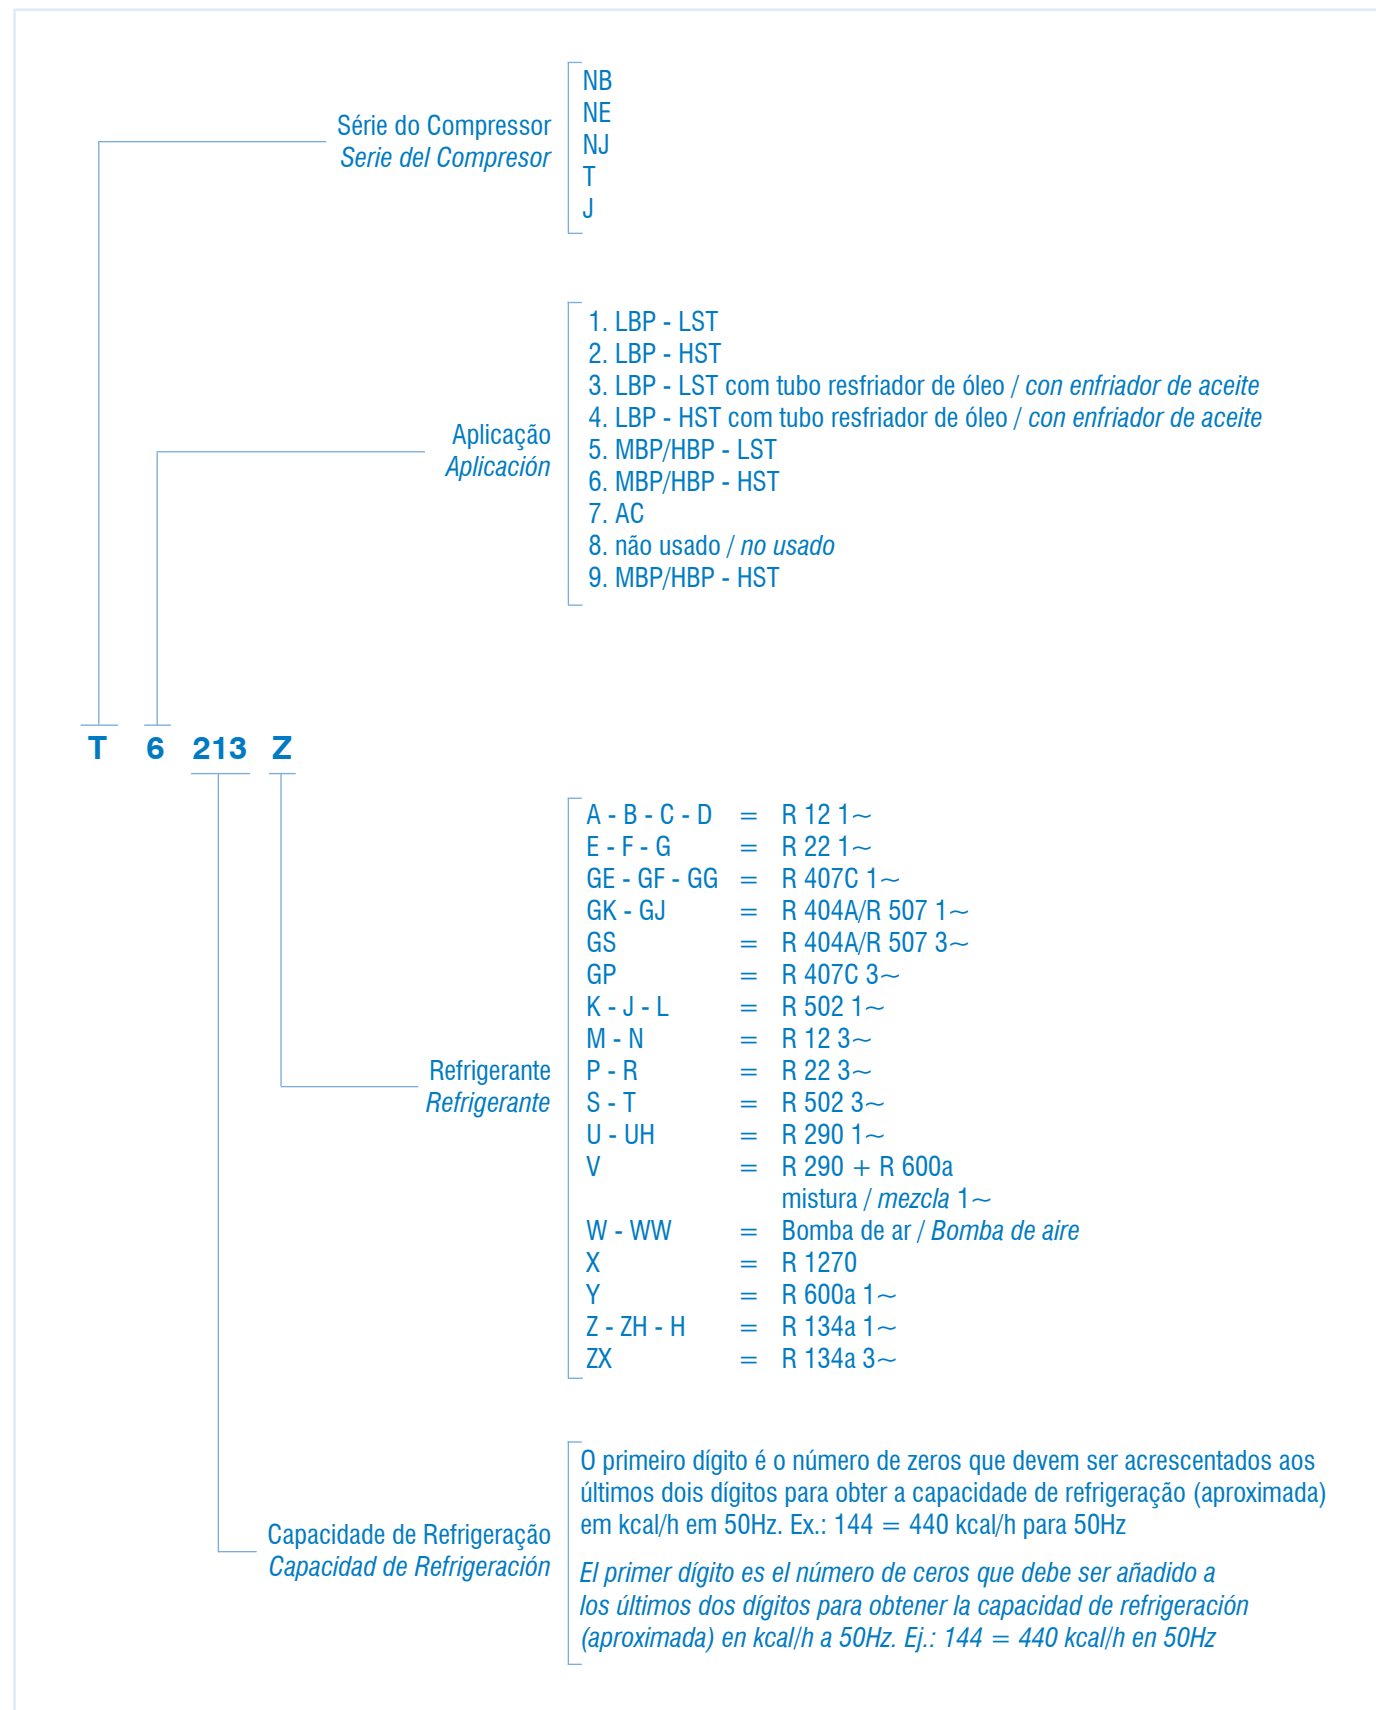 NB
NE
Série do Compressor
Serie del Compresor
NJ
T
J
1. LBP - LST
2. LBP - HST
3. LBP - LST com tubo resfriador de óleo / con enfriador de aceite
4. LBP - HST com tubo resfriador de óleo / con enfriador de aceite
Aplicação
Aplicación
5. MBP/HBP - LST
6. MBP/HBP - HST
7. AC
8. não usado / no usado
9. MBP/HBP - HST
T 6 213 Z
A - B - C - D = R 12 1~
E - F - G = R 22 1~
GE - GF - GG = R 407C 1~
GK - GJ = R 404A/R 507 1~
GS = R 404A/R 507 3~
GP = R 407C 3~
K - J - L = R 502 1~
M - N = R 12 3~
Refrigerante
Refrigerante
P - R = R 22 3~
S - T = R 502 3~
U - UH = R 290 1~
V = R 290 + R 600a
mistura / mezcla 1~
W - WW = Bomba de ar / Bomba de aire
X = R 1270
Y = R 600a 1~
Z - ZH - H = R 134a 1~
ZX = R 134a 3~
Capacidade de Refrigeração
Capacidad de Refrigeración
O primeiro dígito é o número de zeros que devem ser acrescentados aos
últimos dois dígitos para obter a capacidade de refrigeração (aproximada)
em kcal/h em 50Hz. Ex.: 144 = 440 kcal/h para 50Hz
El primer dígito es el número de ceros que debe ser añadido a
los últimos dos dígitos para obtener la capacidad de refrigeración
(aproximada) en kcal/h a 50Hz. Ej.: 144 = 440 kcal/h en 50Hz